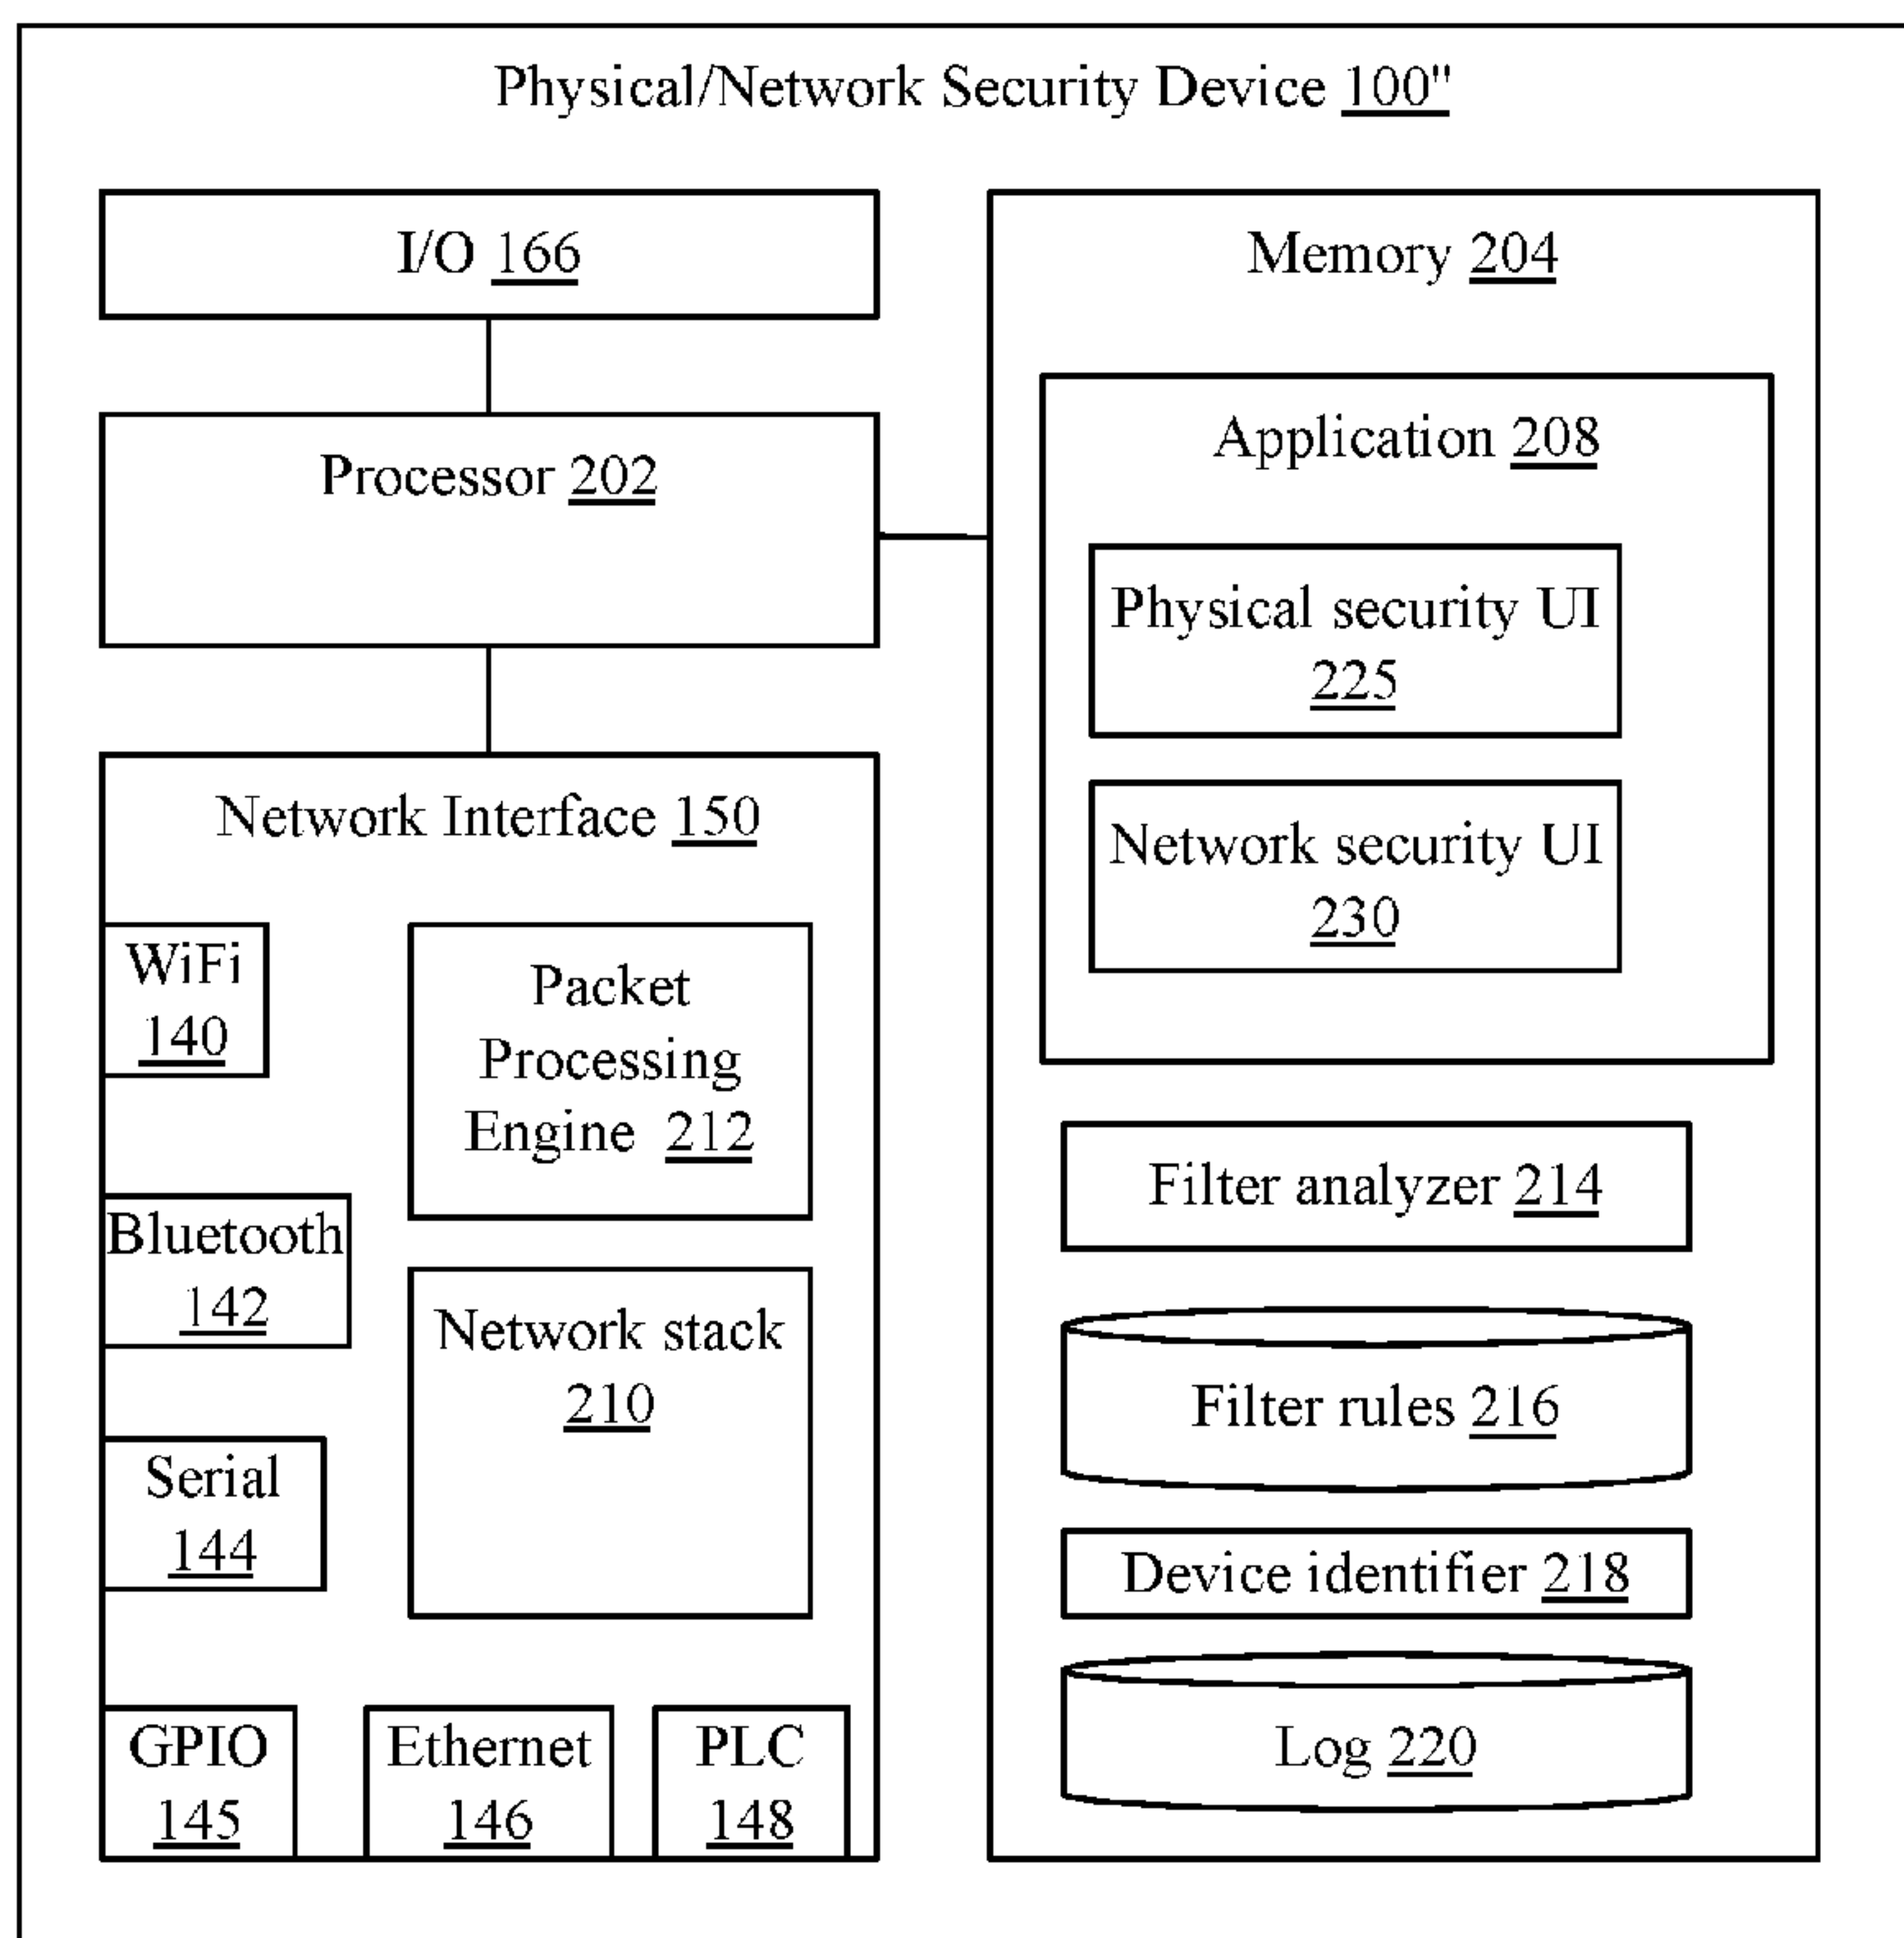 Physical/Network Security Device 100"
I/O 166
Processor 202
Network Interface 150
WiFi
140
Packet
Processing
Engine 212
Bluetooth
142
Network stack
210
Serial
144
GPIO
145
Ethernet
146
PLC
148
Memory 204
Application 208
Physical security UI
225
Network security UI
230
Filter analyzer 214
Filter rules 216
Device identifier 218
Log 220